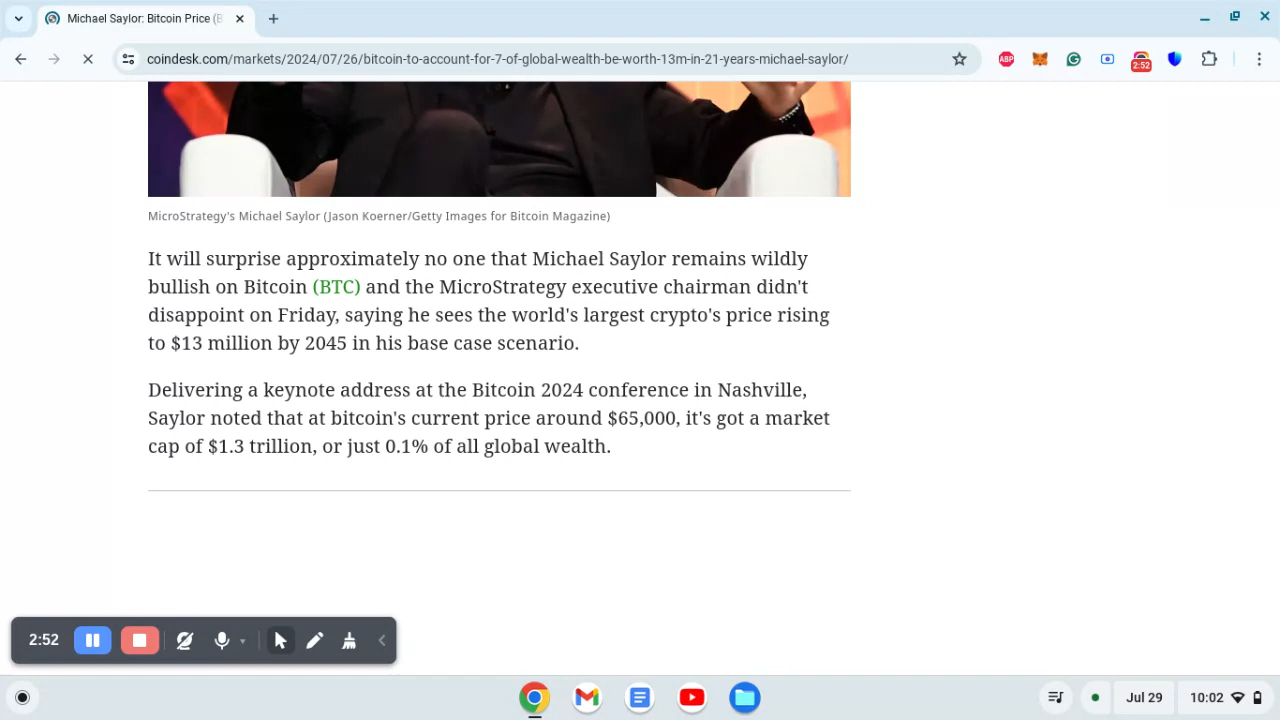 Michael Saylor: Bitcoin Price (B
coindesk.com/markets/2024/07/26/bitcoin-to-account-for-7-of-global-wealth-be-worth-13m-in-21-years-michael-saylor/
ABP
2:52
MicroStrategy's Michael Saylor (Jason Koerner/Getty Images for Bitcoin Magazine)
It will surprise approximately no one that Michael Saylor remains wildly
bullish on Bitcoin (BTC) and the MicroStrategy executive chairman didn't
disappoint on Friday, saying he sees the world's largest crypto's price rising
to $13 million by 2045 in his base case scenario.
Delivering a keynote address at the Bitcoin 2024 conference in Nashville,
Saylor noted that at bitcoin's current price around $65,000, it's got a market
cap of $1.3 trillion, or just 0.1% of all global wealth.
2:52
Jul 29
10:02